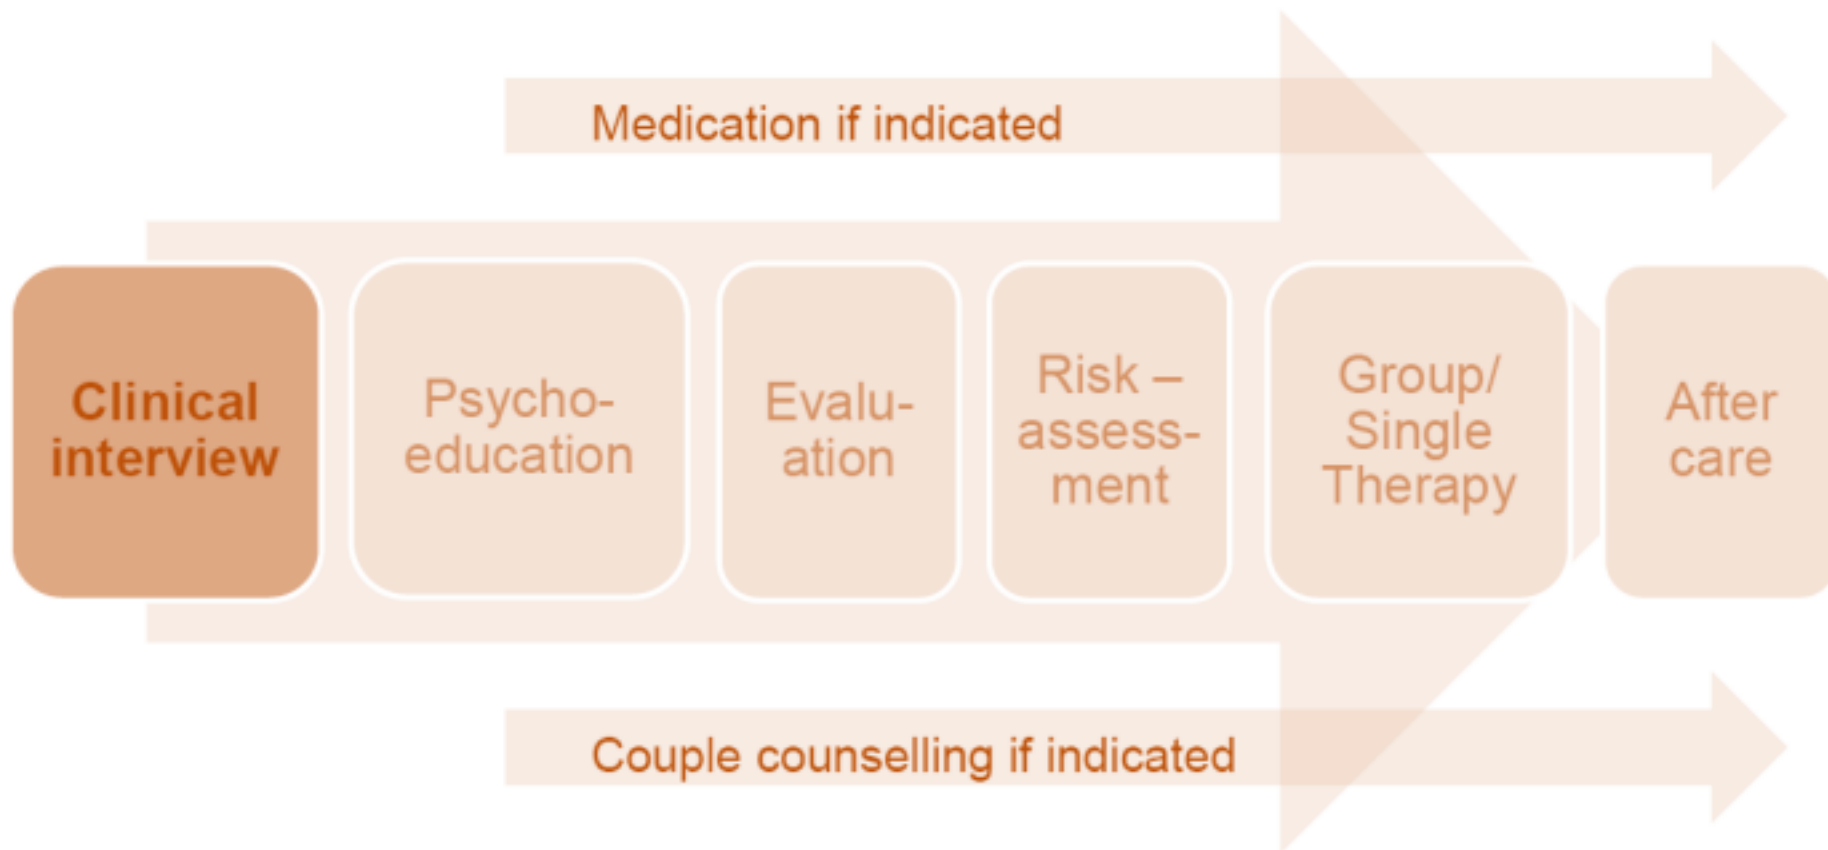 Medication if indicated
Clinical
interview
Psycho-
education
Evalu-
ation
Risk –
assess-
ment
Group/
Single
Therapy
After
care
Couple counselling if indicated